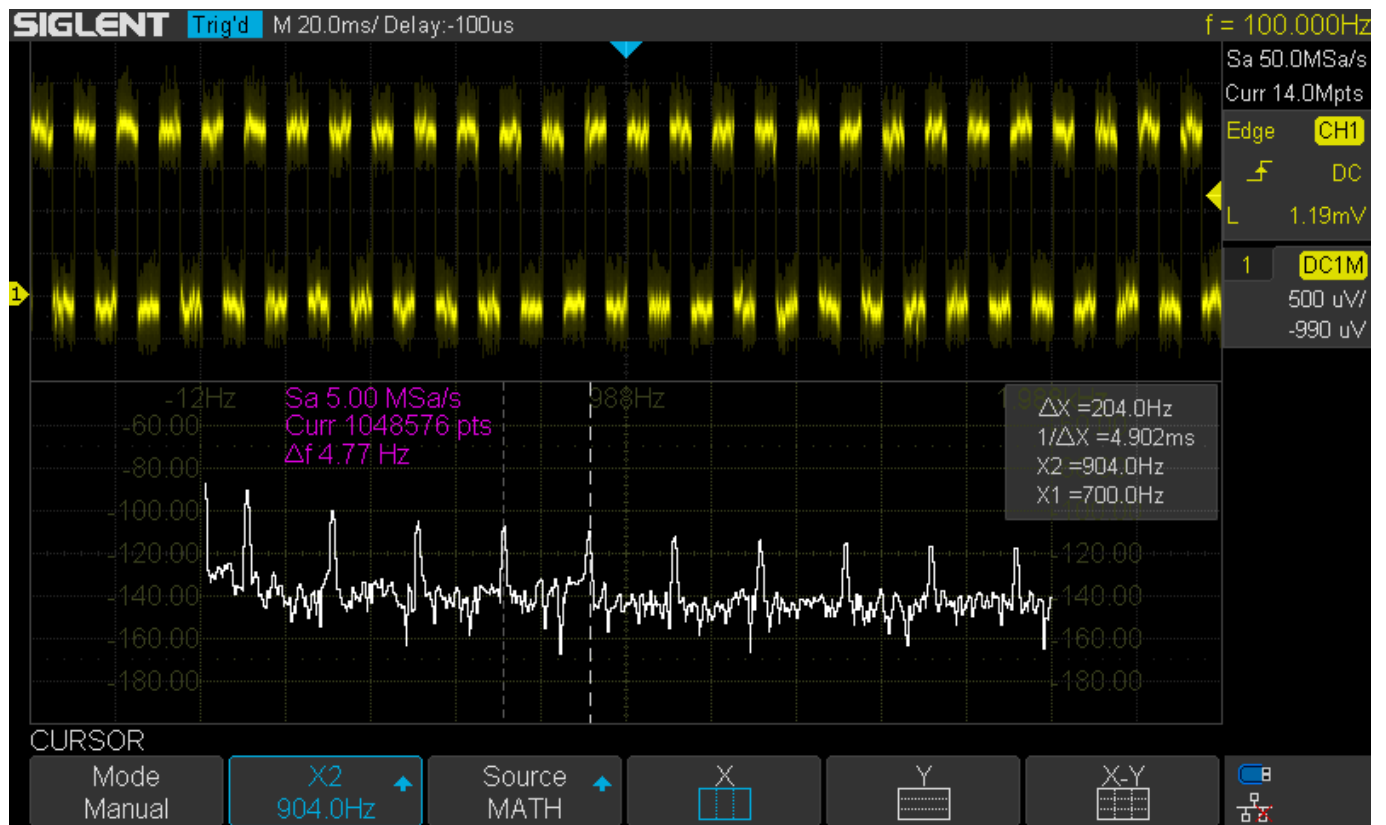 SIGLENT Trig'd M 20.0ms/ Delay:-100us f = 100.000Hz
Sa 50.0MSa/s
Curr 14.0Mpts
Edge CH1
DC
L 1.19mV
1 DC1M
500 uV/
-990 uV
1
-12Hz 988Hz
Sa 5.00 MSa/s
Curr 1048576 pts
Δf 4.77 Hz
ΔX =204.0Hz
1/ΔX =4.902ms
X2 =904.0Hz
X1 =700.0Hz
-60.00
-80.00
-100.00
-120.00 -120.00
-140.00 -140.00
-160.00 -160.00
-180.00 -180.00
CURSOR
Mode X2 Source X Y X-Y
Manual 904.0Hz MATH